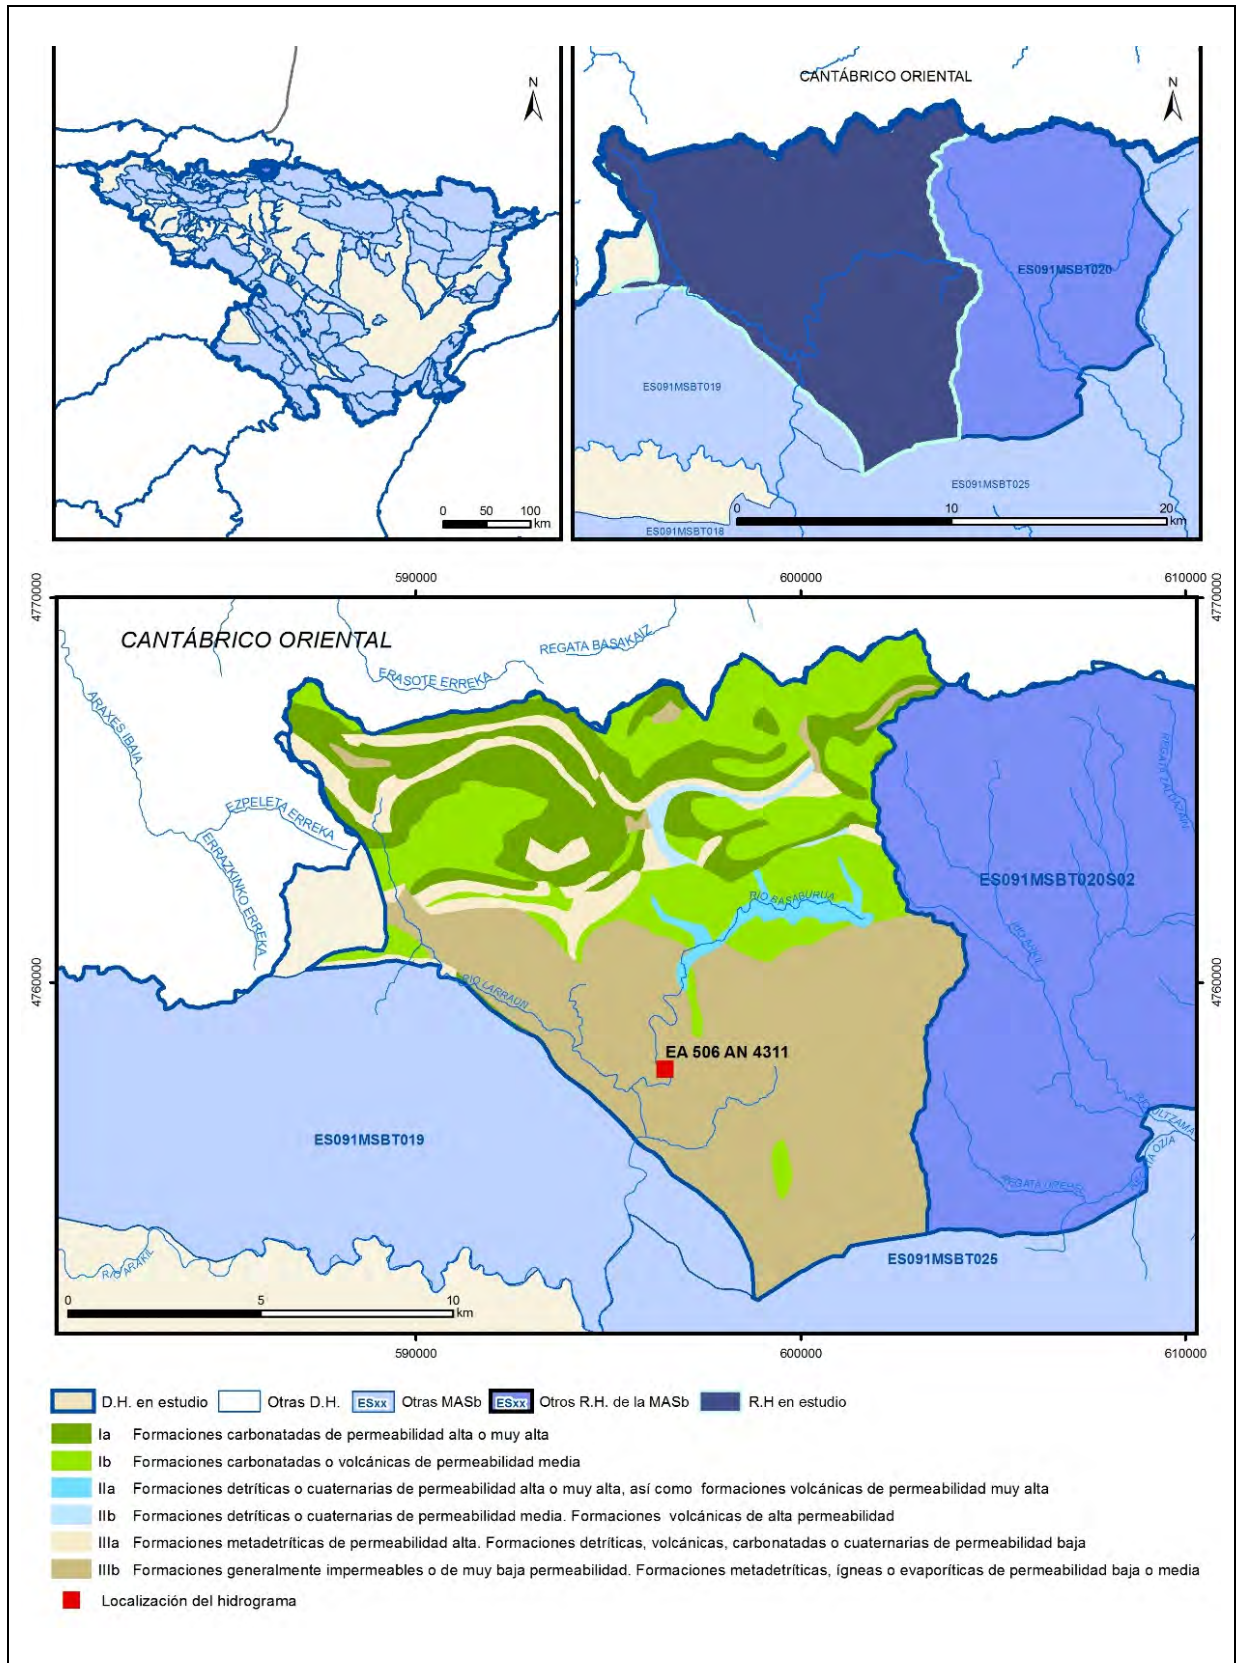 N
0 50 100
km
CANTÁBRICO ORIENTAL
N
ES091MSBT020
ES091MSBT019
ES091MSBT025
ES091MSBT018
0 10 20
km
590000 600000 610000
4770000 4770000
CANTÁBRICO ORIENTAL
REGATA BASAKAIZ
ERASOTE ERREKA
ARAXES IBAIA
EZPELETA ERREKA
ERRAZKINKO ERREKA
RÍO BASABURUA
ES091MSBT020S02
4760000 4760000
RÍO LARRAUN
EA 506 AN 4311
ES091MSBT019
ES091MSBT025
RÍO ARAKIL
0 5 10
km
590000 600000 610000
D.H. en estudio Otras D.H. ESxx Otras MASb ESxx Otros R.H. de la MASb R.H en estudio
Ia Formaciones carbonatadas de permeabilidad alta o muy alta
Ib Formaciones carbonatadas o volcánicas de permeabilidad media
IIa Formaciones detríticas o cuaternarias de permeabilidad alta o muy alta, así como formaciones volcánicas de permeabilidad muy alta
IIb Formaciones detríticas o cuaternarias de permeabilidad media. Formaciones volcánicas de alta permeabilidad
IIIa Formaciones metadetríticas de permeabilidad alta. Formaciones detríticas, volcánicas, carbonatadas o cuaternarias de permeabilidad baja
IIIb Formaciones generalmente impermeables o de muy baja permeabilidad. Formaciones metadetríticas, ígneas o evaporíticas de permeabilidad baja o media
Localización del hidrograma